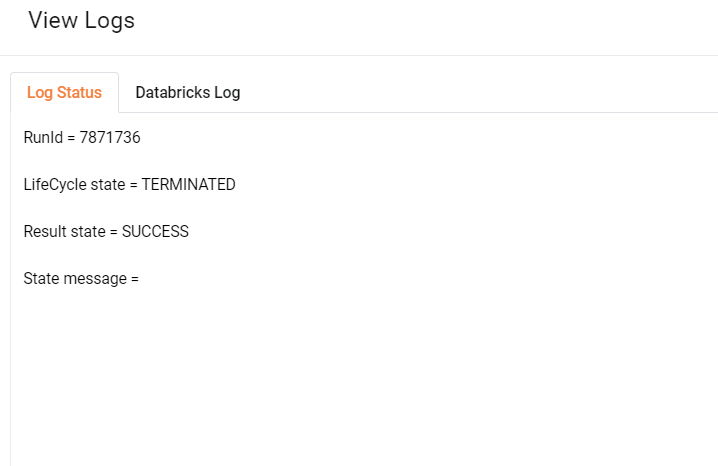 View Logs
Log Status
Databricks Log
RunId = 7871736
LifeCycle state = TERMINATED
Result state = SUCCESS
State message =